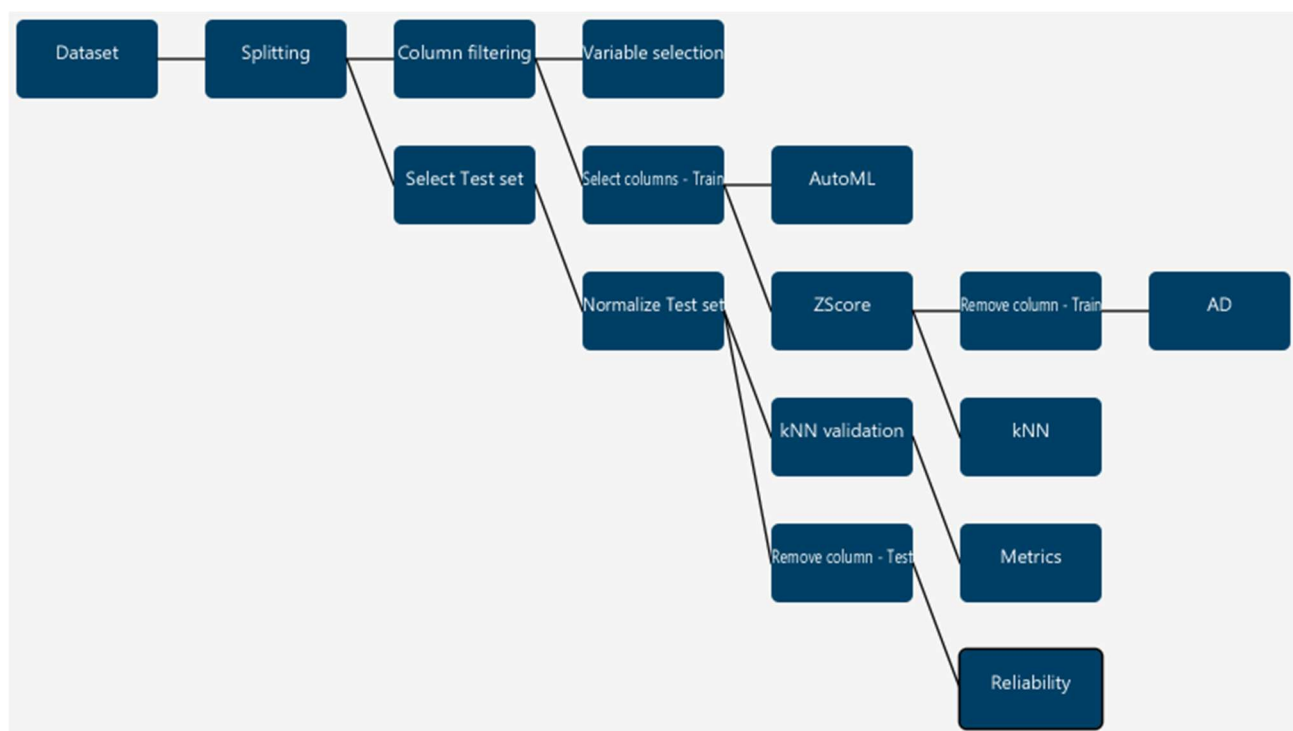 Dataset
Splitting
Column filtering
Variable selection
Select Test set
Select columns - Train
AutoML
Normalize Test set
ZScore
Remove column - Train
AD
kNN validation
kNN
Remove column - Test
Metrics
Reliability